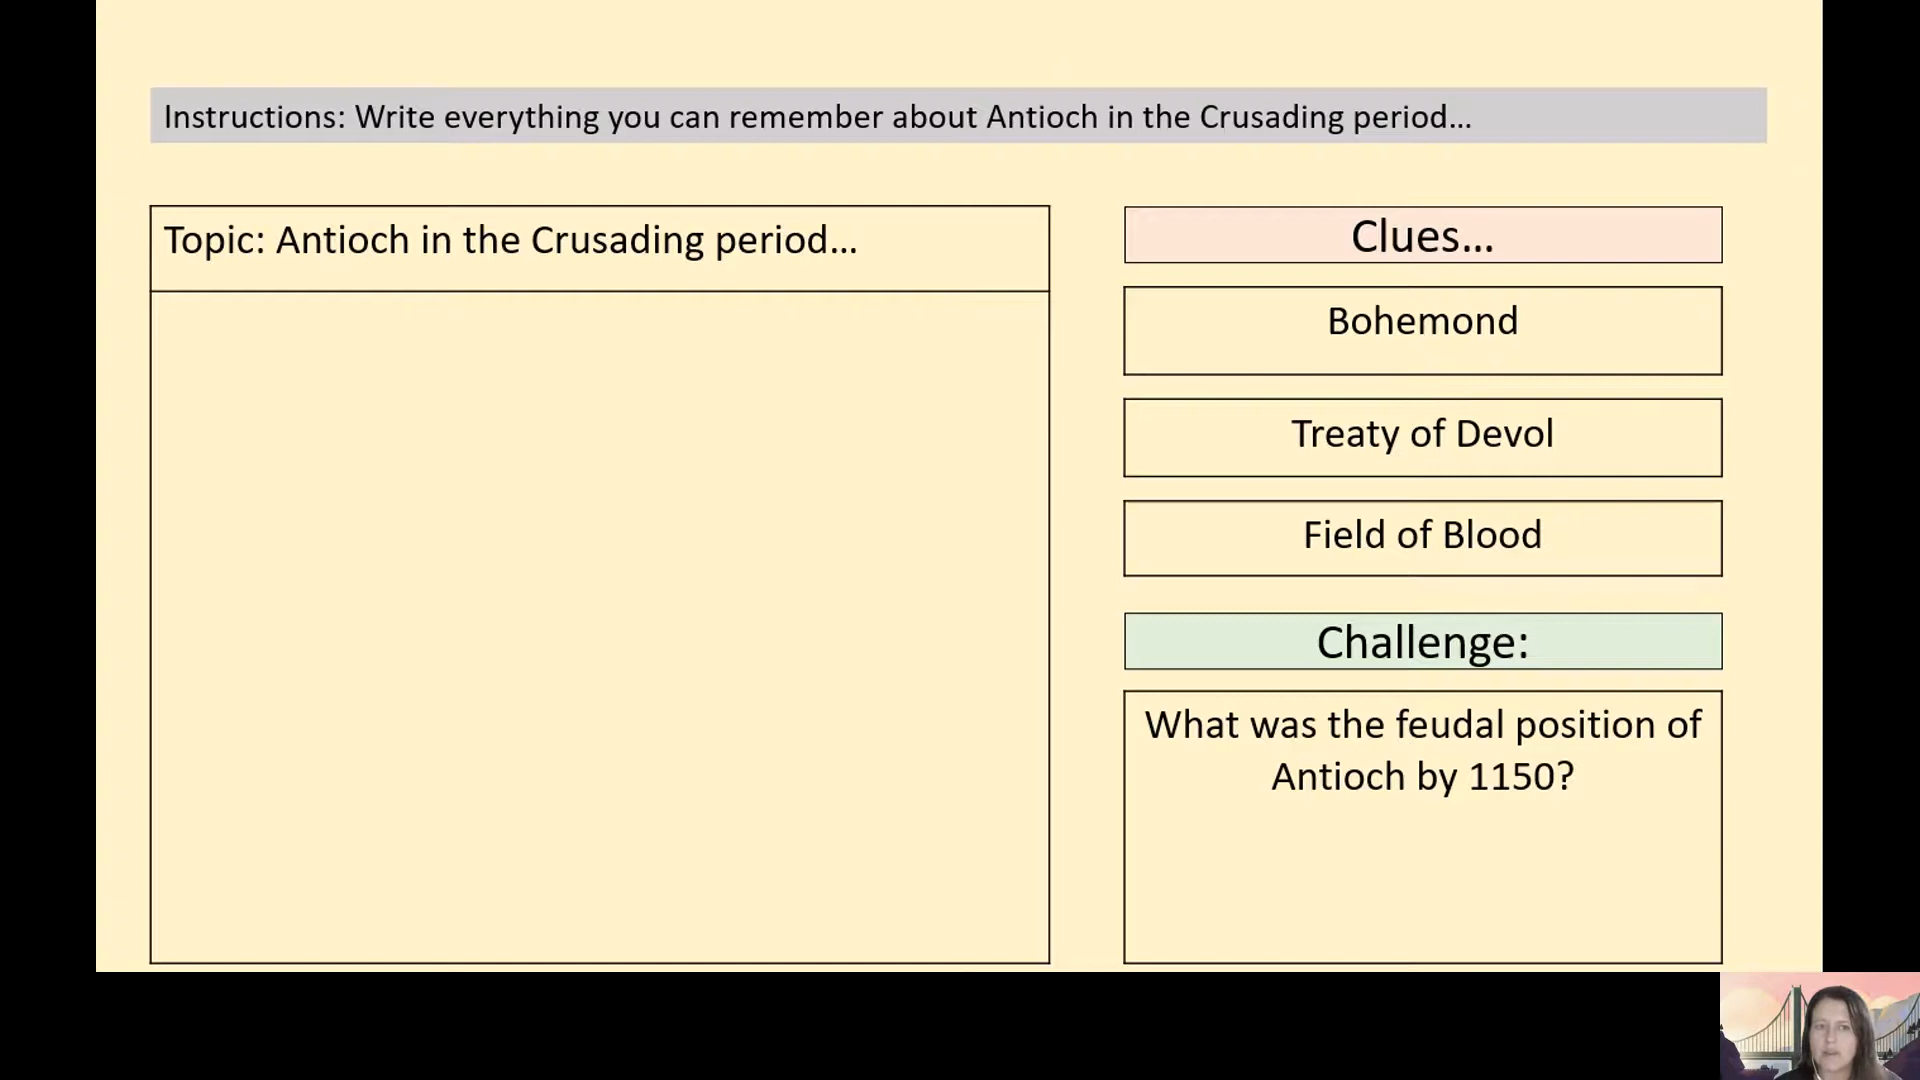 Instructions: Write everything you can remember about Antioch in the Crusading period...
Topic: Antioch in the Crusading period...
Clues...
Bohemond
Treaty of Devol
Field of Blood
Challenge:
What was the feudal position of
Antioch by 1150?